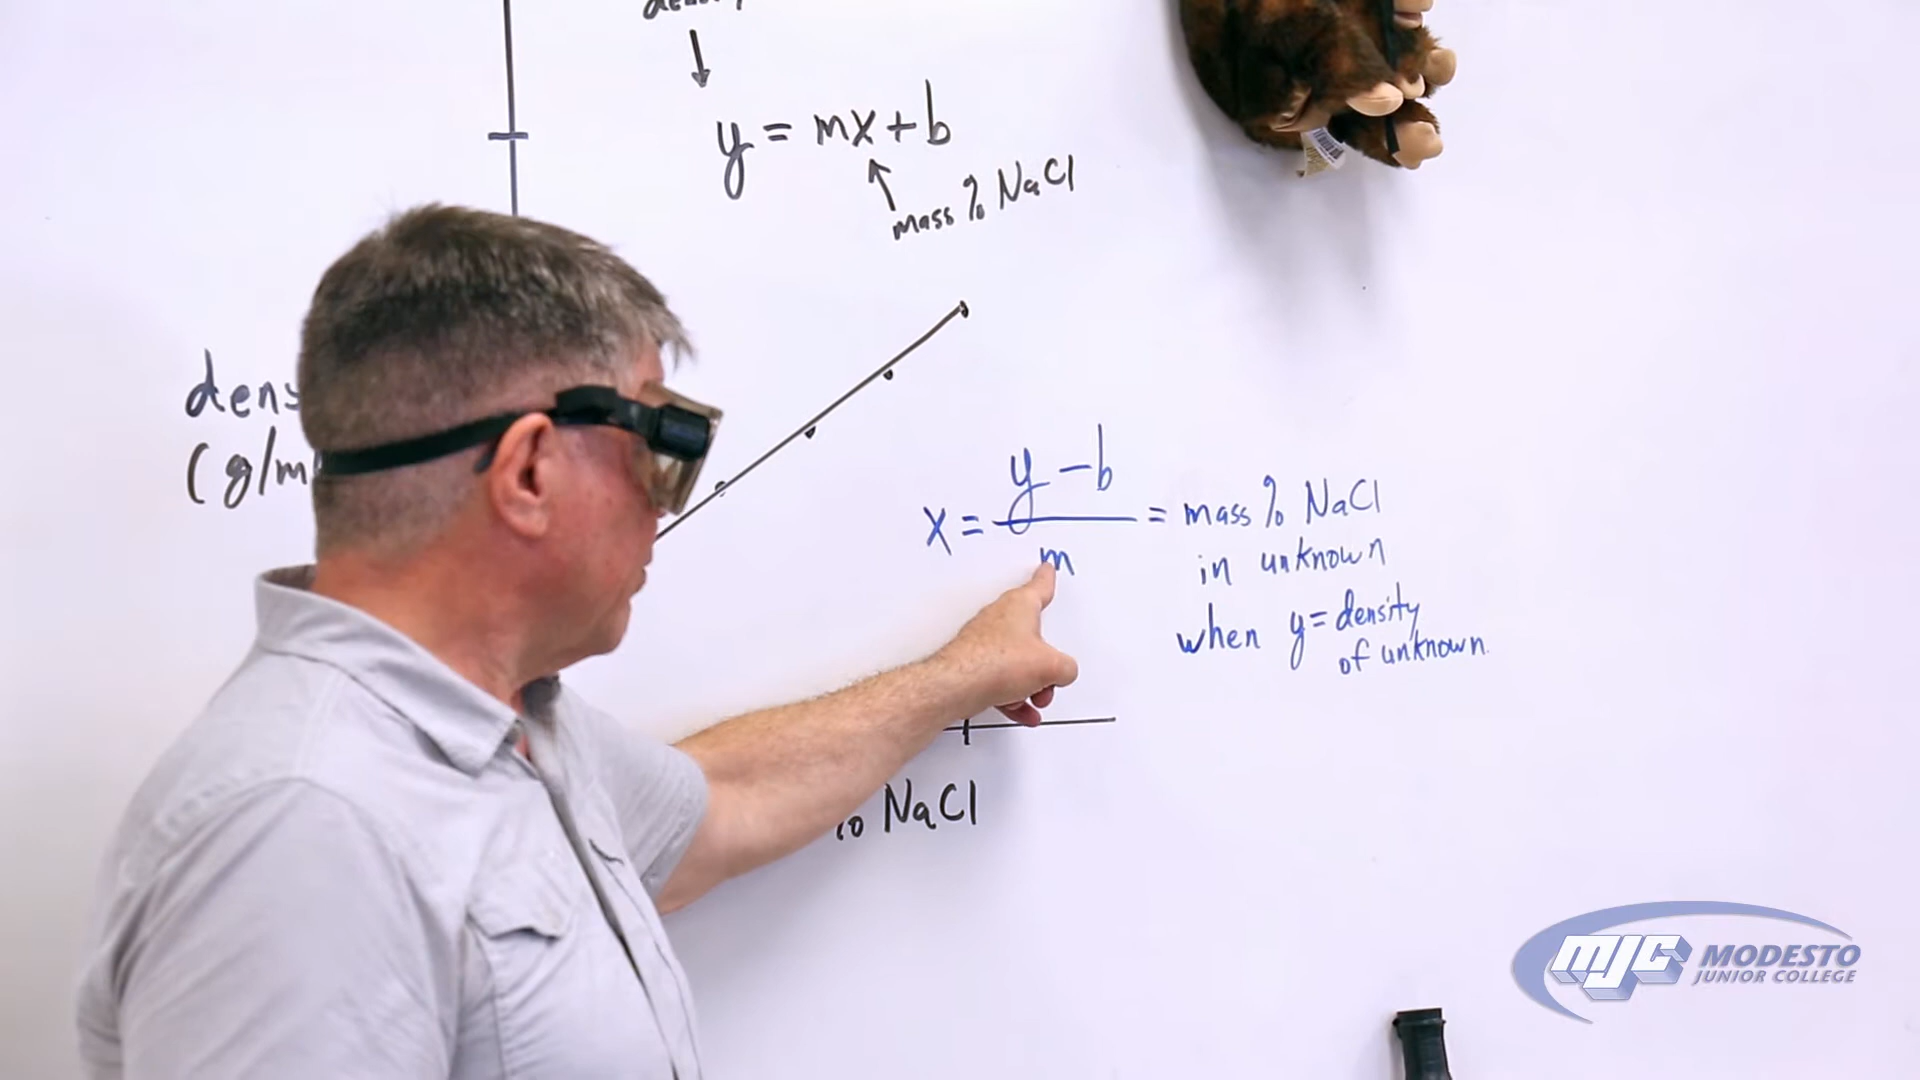 y = mx + b
mass % NaCl
dens
(g/m
y - b
x = ――― = mass % NaCl
m
in unknown
when y = density
of unknown.
% NaCl
MJC MODESTO
JUNIOR COLLEGE